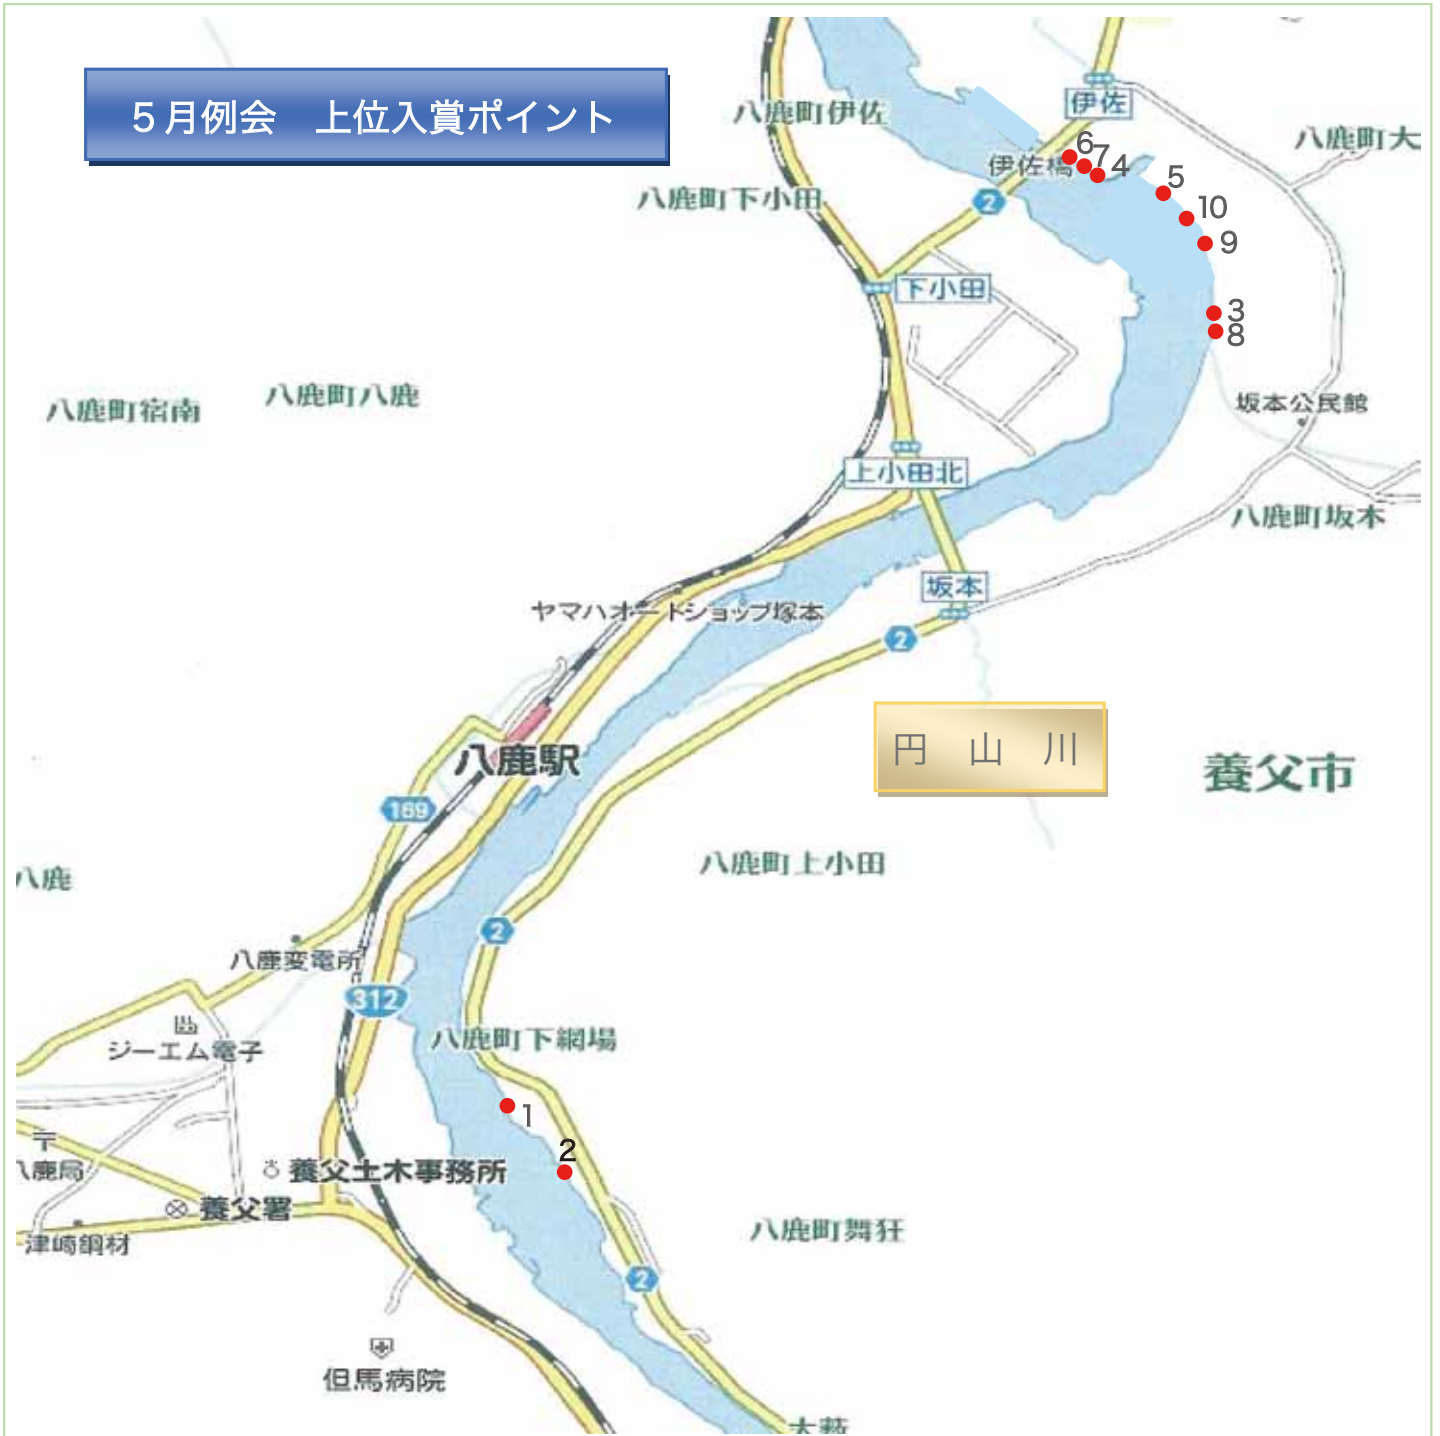 5月例会　上位入賞ポイント
八鹿町伊佐
伊佐
八鹿町大
6
7
4
伊佐橋
5
八鹿町下小田
2
10
9
下小田
3
8
八鹿町宿南
八鹿町八鹿
坂本公民館
上小田北
八鹿町坂本
坂本
ヤマハオートショップ塚本
2
円　山　川
八鹿駅
養父市
169
八鹿町上小田
八鹿
2
八鹿変電所
312
ジーエム電子
八鹿町下網場
1
2
八鹿局
養父土木事務所
養父署
八鹿町舞狂
津崎鋼材
2
但馬病院
大薮